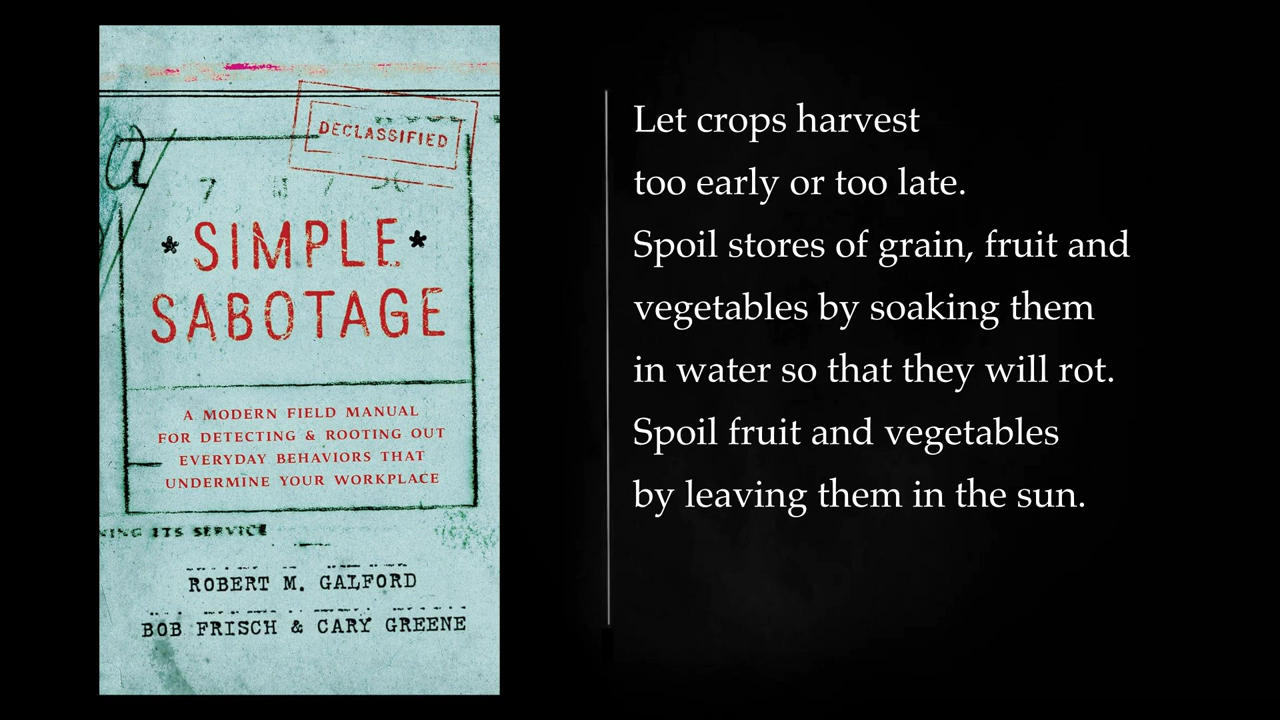 DECLASSIFIED
*SIMPLE*
SABOTAGE
A MODERN FIELD MANUAL
FOR DETECTING & ROOTING OUT
EVERYDAY BEHAVIORS THAT
UNDERMINE YOUR WORKPLACE
ITS SERVICE
ROBERT M. GALFORD
BOB FRISCH & CARY GREENE
Let crops harvest
too early or too late.
Spoil stores of grain, fruit and
vegetables by soaking them
in water so that they will rot.
Spoil fruit and vegetables
by leaving them in the sun.